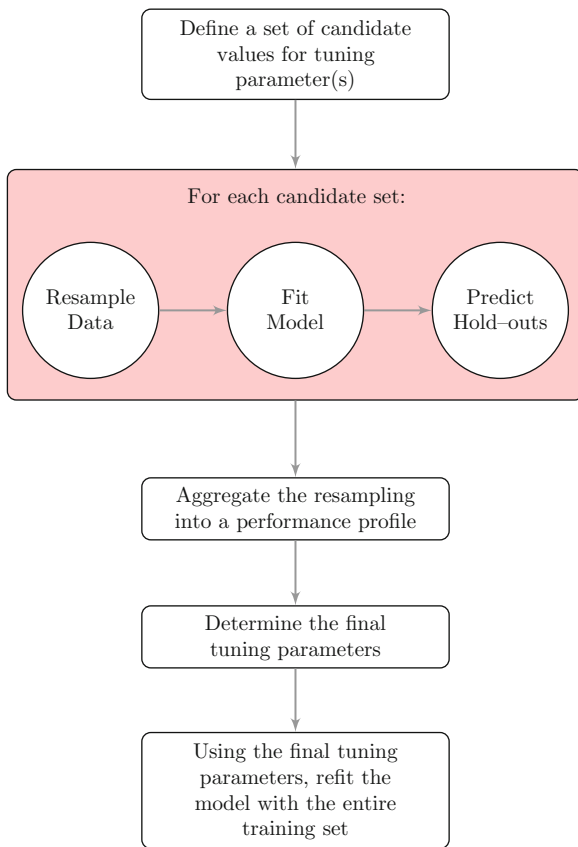 Define a set of candidate
values for tuning
parameter(s)
For each candidate set:
Resample
Data
Fit
Model
Predict
Hold–outs
Aggregate the resampling
into a performance profile
Determine the final
tuning parameters
Using the final tuning
parameters, refit the
model with the entire
training set